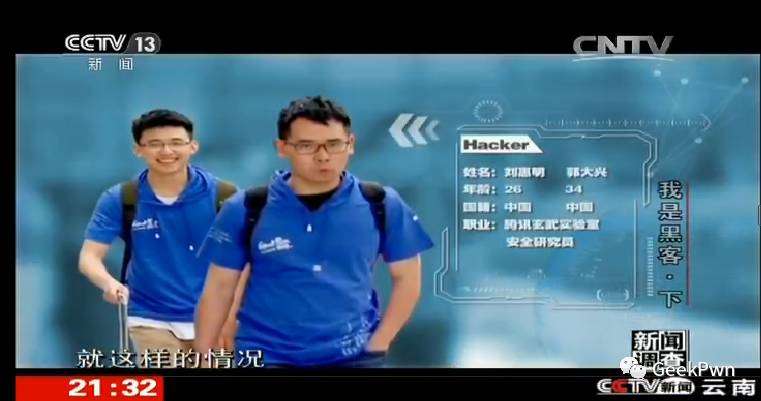 CCTV 13
新闻
CNTV
Hacker
姓名：刘惠明 郭大兴
年龄：26 34
国籍：中国 中国
职业：腾讯玄武实验室
安全研究员
我是黑客·下
新闻
调查
就这样的情况
GeekPwn
21:32
CCTV新闻 云南